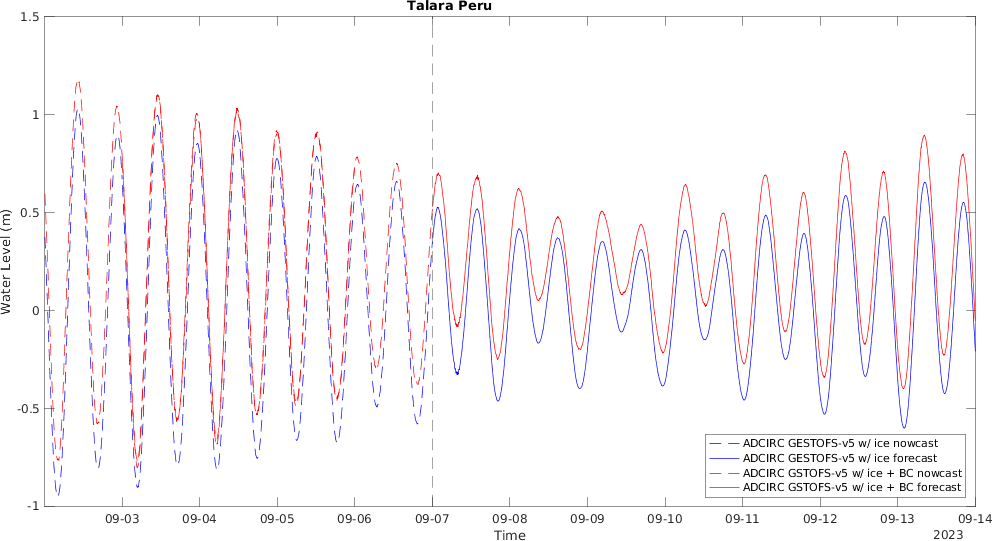 Talara Peru
1.5
1
0.5
0
-0.5
-1
Water Level (m)
ADCIRC GESTOFS-v5 w/ ice nowcast
ADCIRC GESTOFS-v5 w/ ice forecast
ADCIRC GSTOFS-v5 w/ ice + BC nowcast
ADCIRC GSTOFS-v5 w/ ice + BC forecast
09-03 09-04 09-05 09-06 09-07 09-08 09-09 09-10 09-11 09-12 09-13 09-14
Time
2023